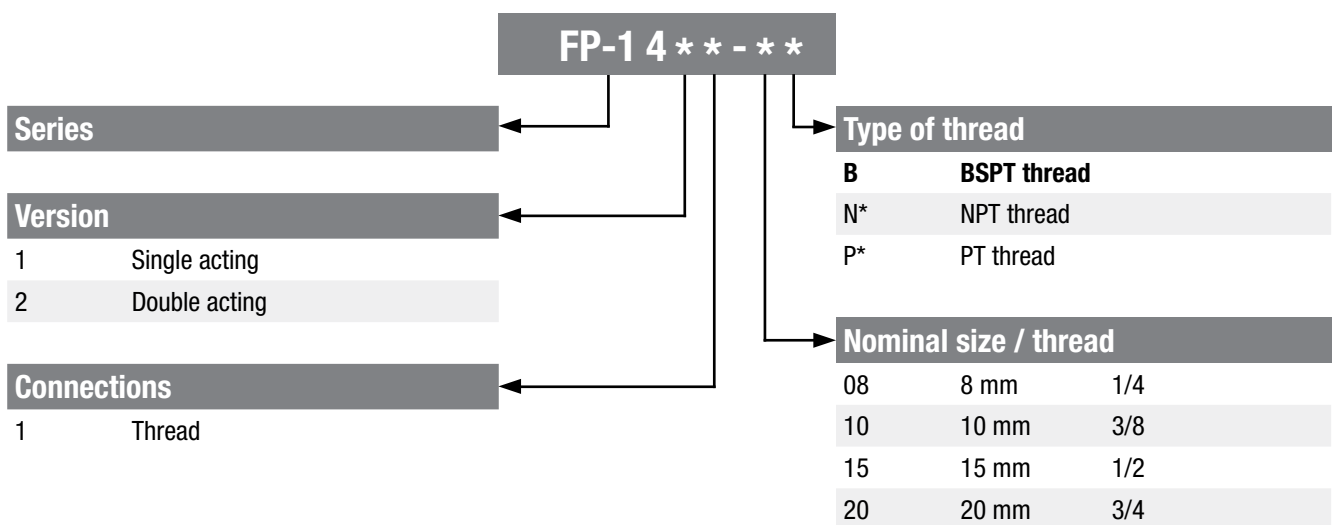 FP-1 4 * * - * *
Series
Version
1 Single acting
2 Double acting
Connections
1 Thread
Type of thread
B BSPT thread
N* NPT thread
P* PT thread
Nominal size / thread
08 8 mm 1/4
10 10 mm 3/8
15 15 mm 1/2
20 20 mm 3/4